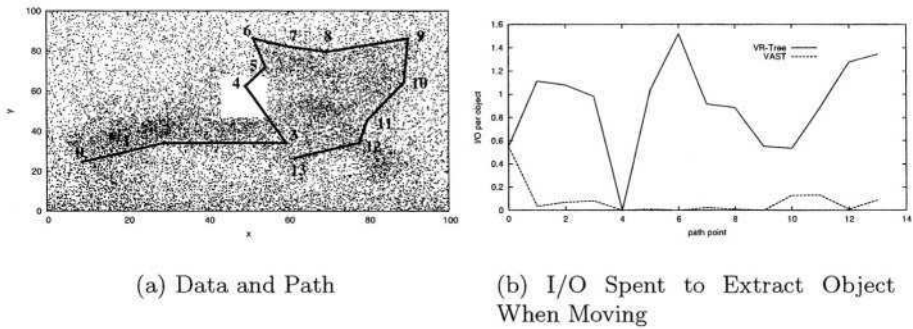 100
80
60
40
20
0
y
0 20 40 60 80 100
x
0
1
2
3
4
5
6
7
8
9
10
11
12
13
1.6
1.4
1.2
1
0.8
0.6
0.4
0.2
0
I/O per object
VR-Tree
VAST
0 2 4 6 8 10 12 14
path point
(a) Data and Path
(b) I/O Spent to Extract Object
When Moving